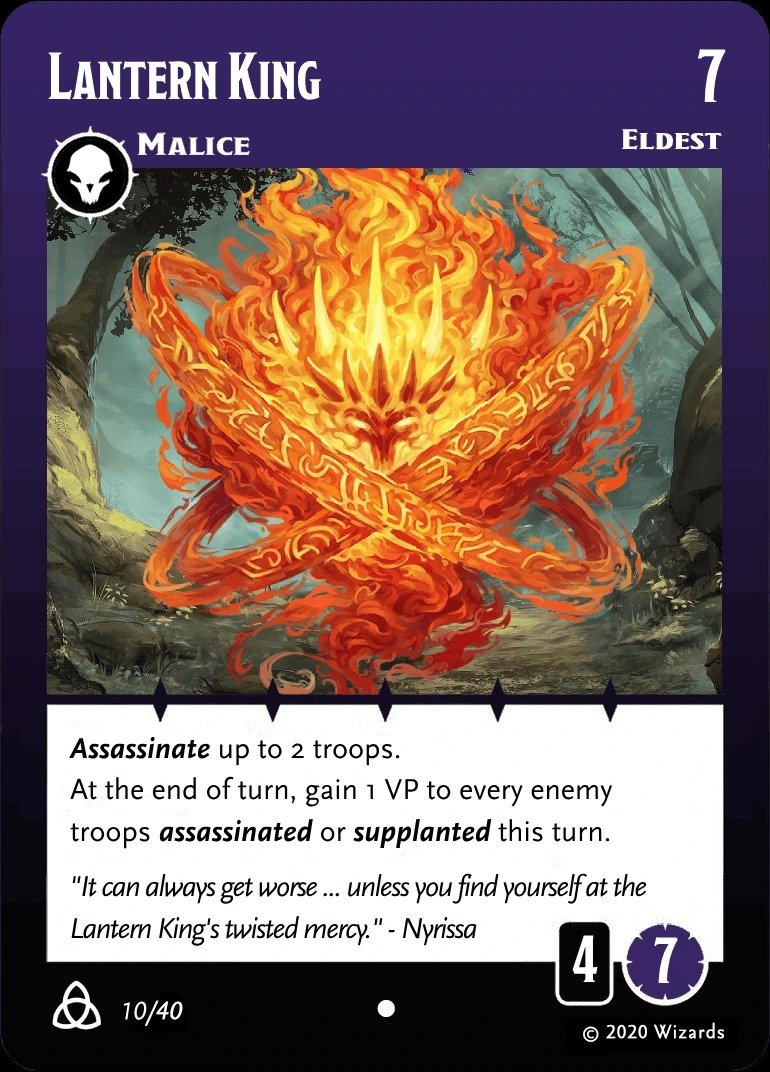 Lantern King
7
Malice
Eldest
Assassinate up to 2 troops.
At the end of turn, gain 1 VP to every enemy
troops assassinated or supplanted this turn.
"It can always get worse ... unless you find yourself at the
Lantern King's twisted mercy." - Nyrissa
4
7
10/40
© 2020 Wizards